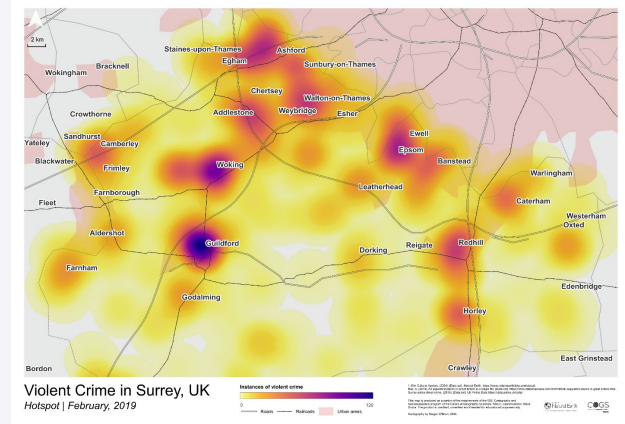 2 km
Staines-upon-Thames
Ashford
Egham
Sunbury-on-Thames
Bracknell
Wokingham
Chertsey
Walton-on-Thames
Crowthorne
Addlestone
Weybridge
Esher
Sandhurst
Ewell
Yateley
Camberley
Epsom
Blackwater
Banstead
Frimley
Woking
Warlingham
Farnborough
Leatherhead
Fleet
Caterham
Westerham
Oxted
Aldershot
Guildford
Reigate
Redhill
Dorking
Farnham
Edenbridge
Godalming
Horley
East Grinstead
Bordon
Crawley
Violent Crime in Surrey, UK
Hotspot | February, 2019
Instances of violent crime
0
120
Roads
Railroads
Urban areas
Natural Earth
COGS